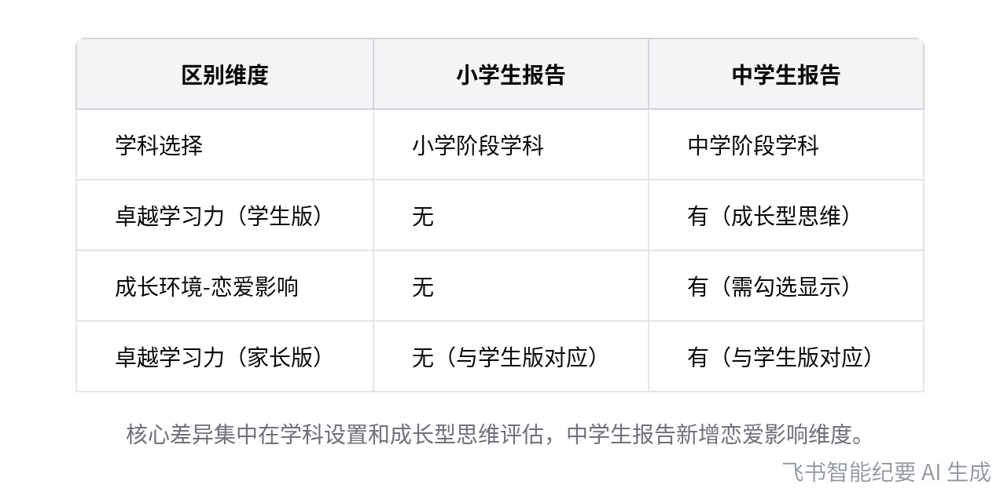 区别维度 小学生报告 中学生报告
学科选择 小学阶段学科 中学阶段学科
卓越学习力（学生版） 无 有（成长型思维）
成长环境-恋爱影响 无 有（需勾选显示）
卓越学习力（家长版） 无（与学生版对应） 有（与学生版对应）
核心差异集中在学科设置和成长型思维评估，中学生报告新增恋爱影响维度。
飞书智能纪要 AI 生成